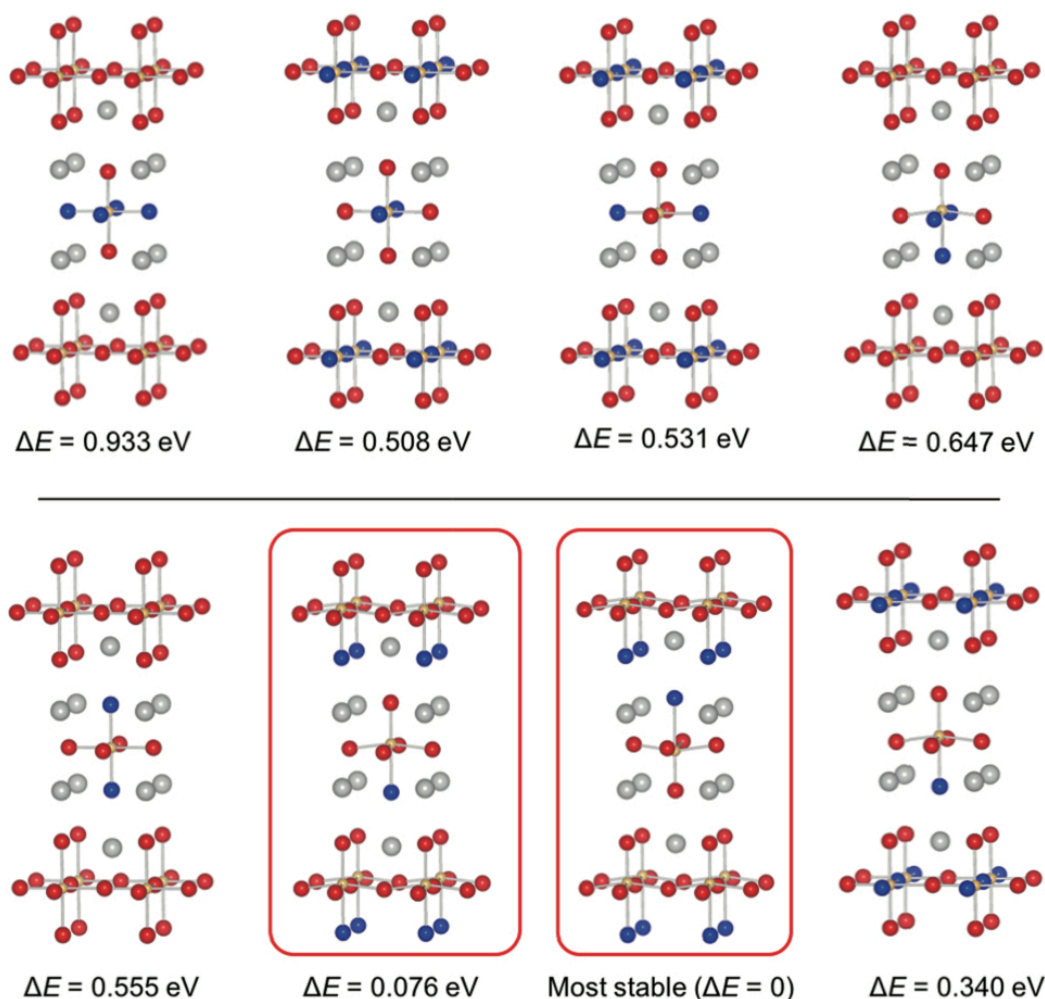 ΔE = 0.933 eV
ΔE = 0.508 eV
ΔE = 0.531 eV
ΔE = 0.647 eV
ΔE = 0.555 eV
ΔE = 0.076 eV
Most stable (ΔE = 0)
ΔE = 0.340 eV